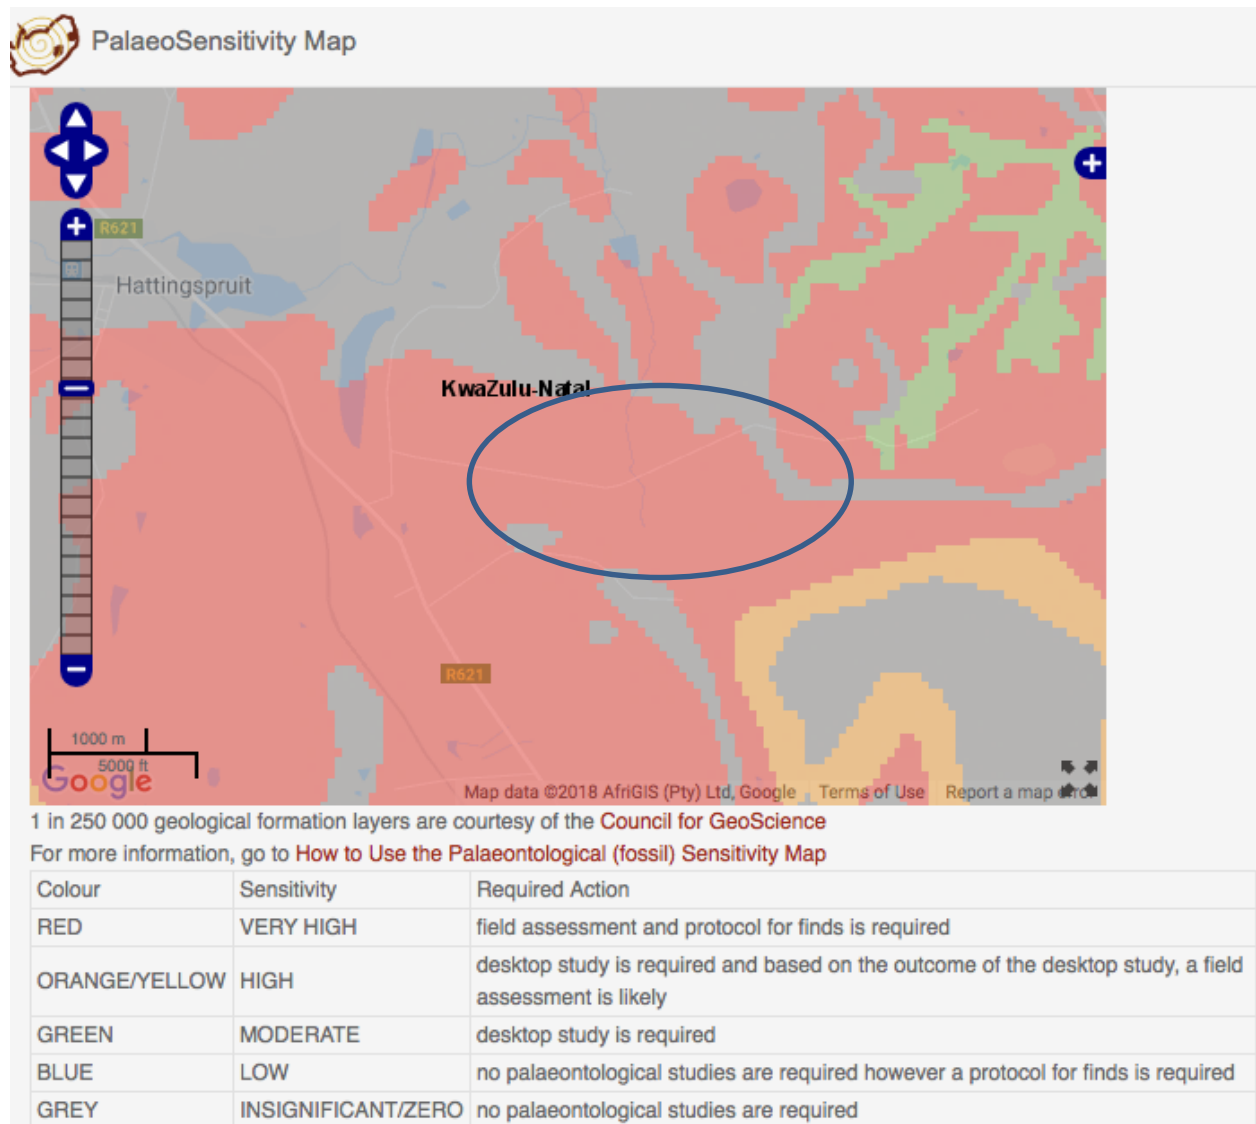 PalaeoSensitivity Map
R621
Hattingspruit
KwaZulu-Natal
R621
1000 m
5000 ft
Google
Map data ©2018 AfriGIS (Pty) Ltd, Google Terms of Use Report a map error
1 in 250 000 geological formation layers are courtesy of the Council for GeoScience
For more information, go to How to Use the Palaeontological (fossil) Sensitivity Map
Colour Sensitivity Required Action
RED VERY HIGH field assessment and protocol for finds is required
ORANGE/YELLOW HIGH desktop study is required and based on the outcome of the desktop study, a field
assessment is likely
GREEN MODERATE desktop study is required
BLUE LOW no palaeontological studies are required however a protocol for finds is required
GREY INSIGNIFICANT/ZERO no palaeontological studies are required